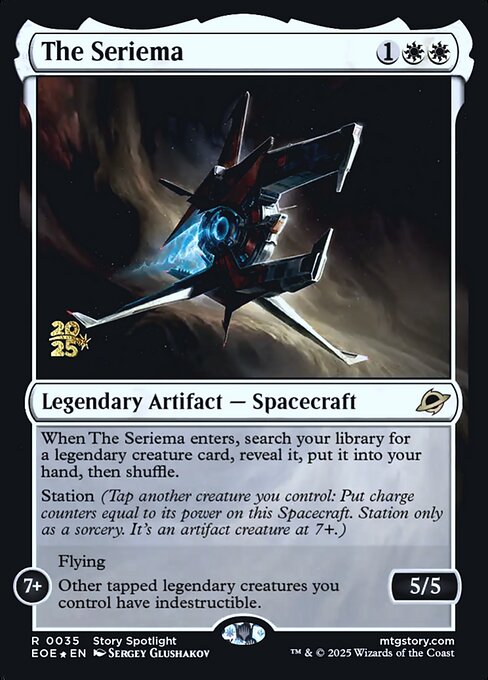 The Seriema 1
20
25
Legendary Artifact — Spacecraft
When The Seriema enters, search your library for
a legendary creature card, reveal it, put it into your
hand, then shuffle.
Station (Tap another creature you control: Put charge
counters equal to its power on this Spacecraft. Station only
as a sorcery. It's an artifact creature at 7+.)
Flying
7+ Other tapped legendary creatures you
control have indestructible.
5/5
R 0035 Story Spotlight mtgstory.com
EOE★EN Sergey Glushakov ™ & © 2025 Wizards of the Coast